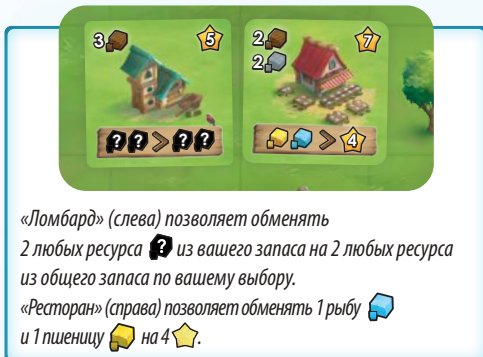 3 5 2 7
2
? ? > ? ? > 4
«Ломбард» (слева) позволяет обменять
2 любых ресурса ? из вашего запаса на 2 любых ресурса
из общего запаса по вашему выбору.
«Ресторан» (справа) позволяет обменять 1 рыбу
и 1 пшеницу на 4 .